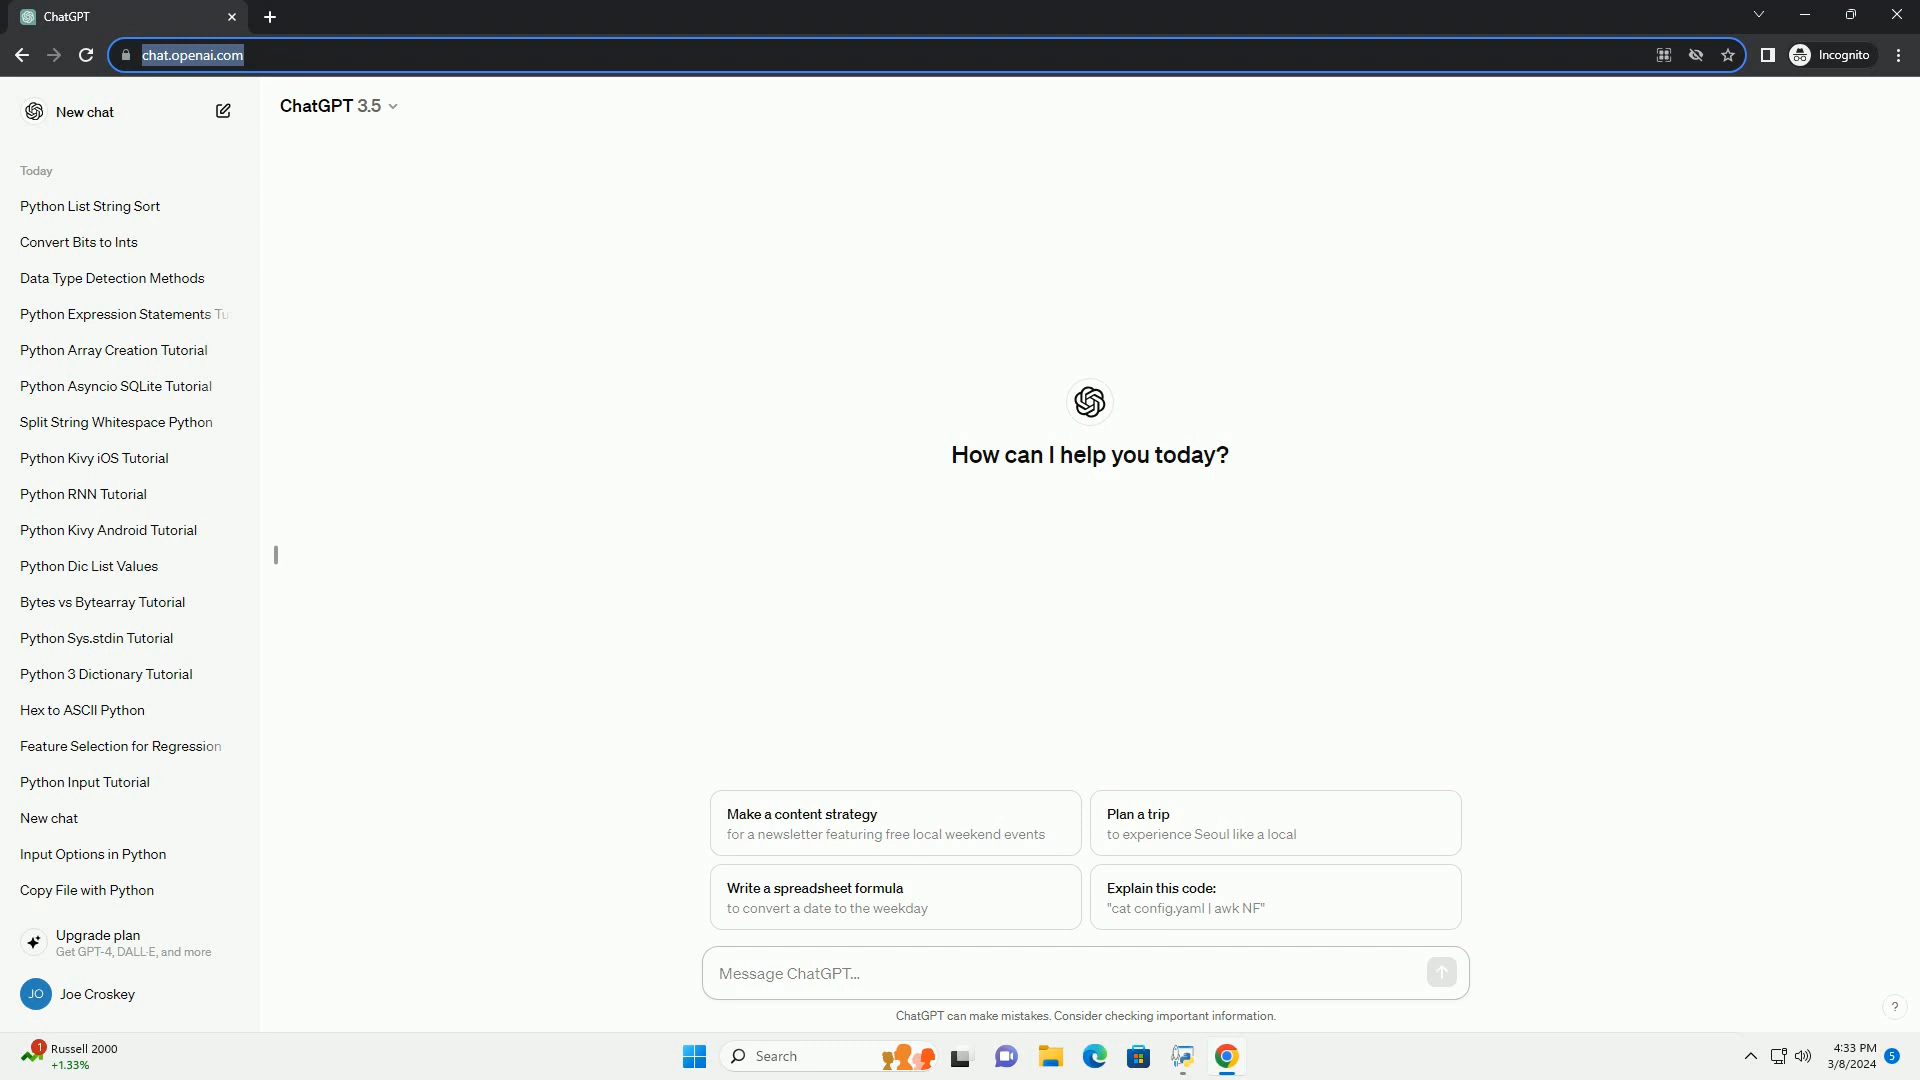 ChatGPT
chat.openai.com
Incognito
New chat
ChatGPT 3.5
Today
Python List String Sort
Convert Bits to Ints
Data Type Detection Methods
Python Expression Statements Tu
Python Array Creation Tutorial
Python Asyncio SQLite Tutorial
Split String Whitespace Python
Python Kivy iOS Tutorial
Python RNN Tutorial
Python Kivy Android Tutorial
Python Dic List Values
Bytes vs Bytearray Tutorial
Python Sys.stdin Tutorial
Python 3 Dictionary Tutorial
Hex to ASCII Python
Feature Selection for Regression
Python Input Tutorial
New chat
Input Options in Python
Copy File with Python
Upgrade plan
Get GPT-4, DALL·E, and more
JO
Joe Croskey
How can I help you today?
Make a content strategy
for a newsletter featuring free local weekend events
Plan a trip
to experience Seoul like a local
Write a spreadsheet formula
to convert a date to the weekday
Explain this code:
"cat config.yaml | awk NF"
Message ChatGPT...
ChatGPT can make mistakes. Consider checking important information.
?
1
Russell 2000
+1.33%
Search
4:33 PM
3/8/2024
5